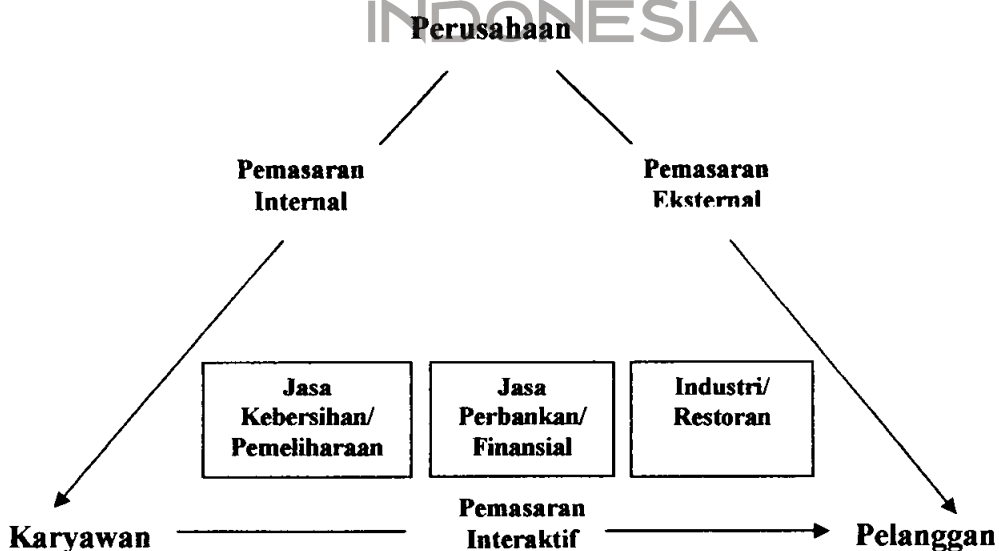 INDONESIA
Perusahaan
Pemasaran
Internal
Pemasaran
Eksternal
Jasa
Kebersihan/
Pemeliharaan
Jasa
Perbankan/
Finansial
Industri/
Restoran
Karyawan
Pemasaran
Interaktif
Pelanggan